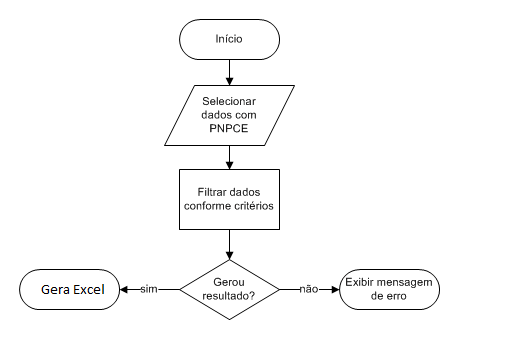 Início
Selecionar
dados com
PNPCE
Filtrar dados
conforme critérios
Gerou
resultado?
sim
não
Gera Excel
Exibir mensagem
de erro